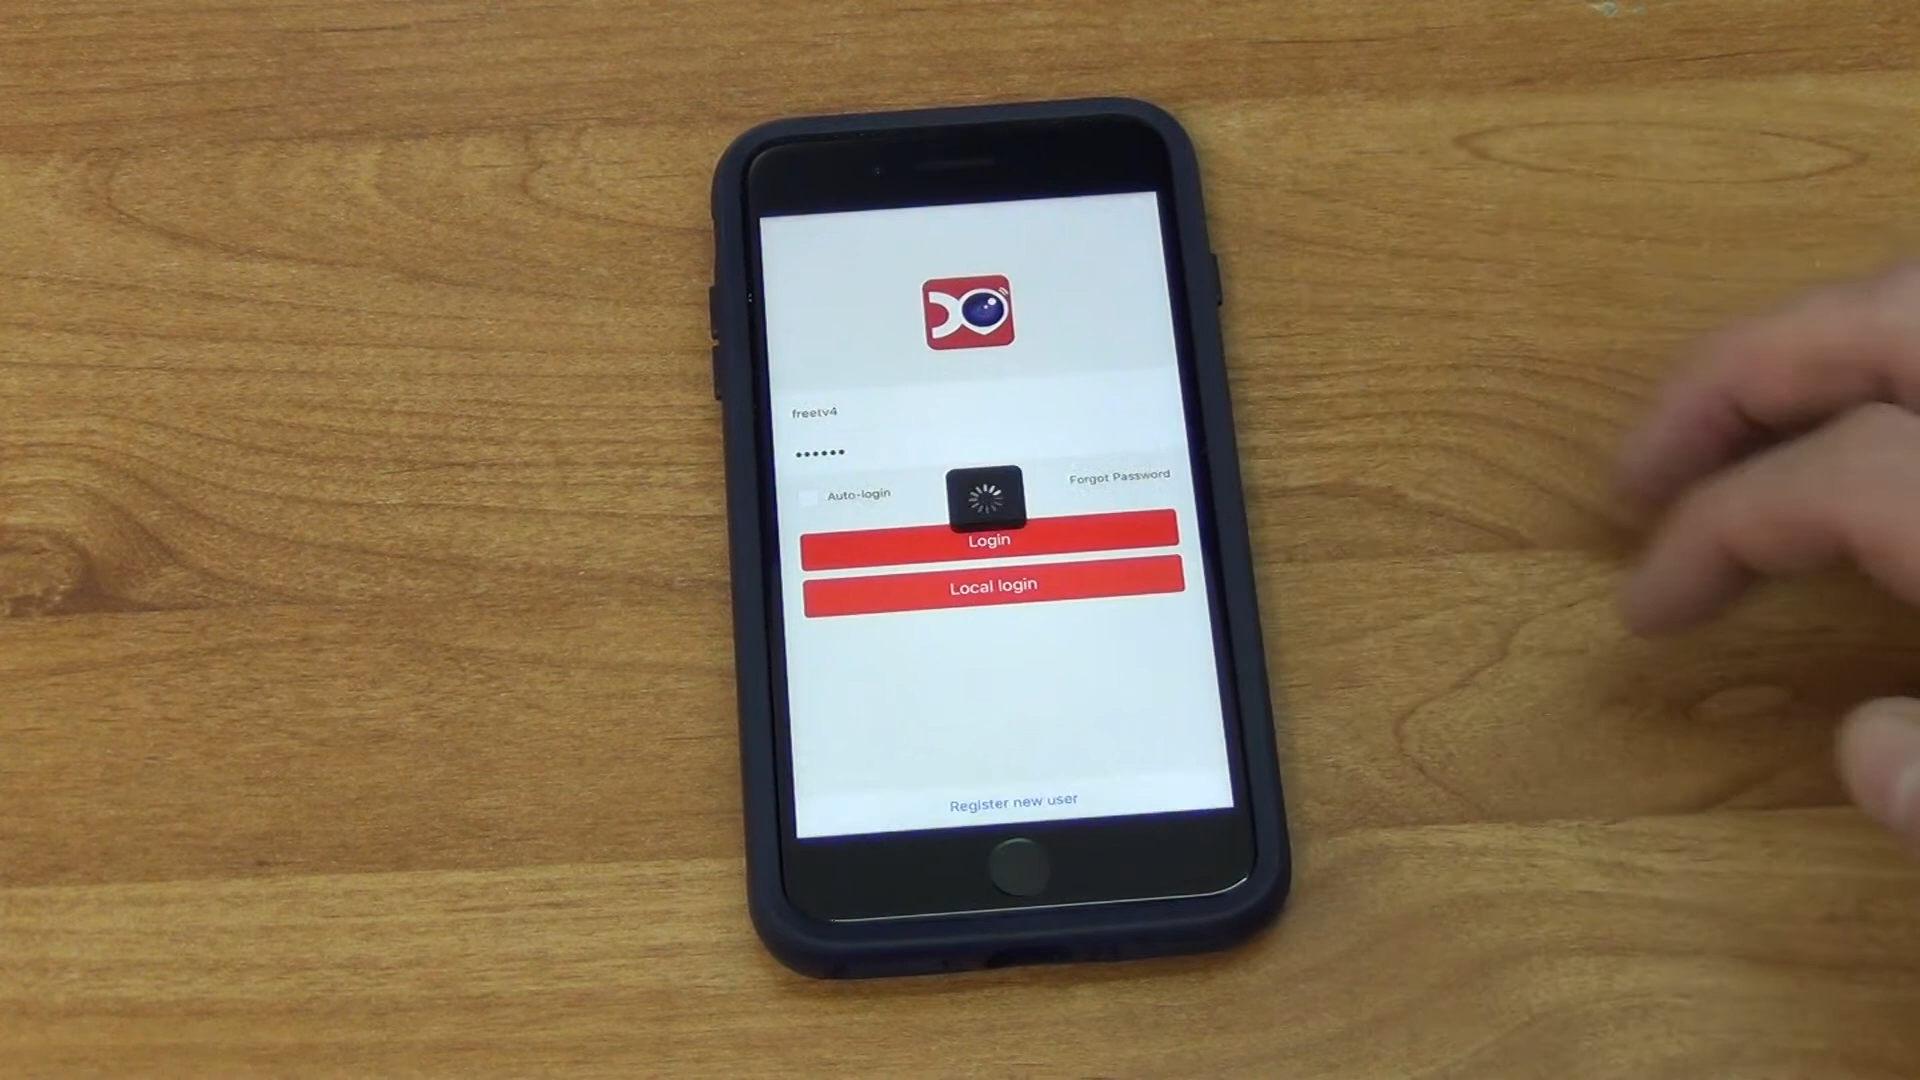 freetv4
••••••
Auto-login
Forgot Password
Login
Local login
Register new user